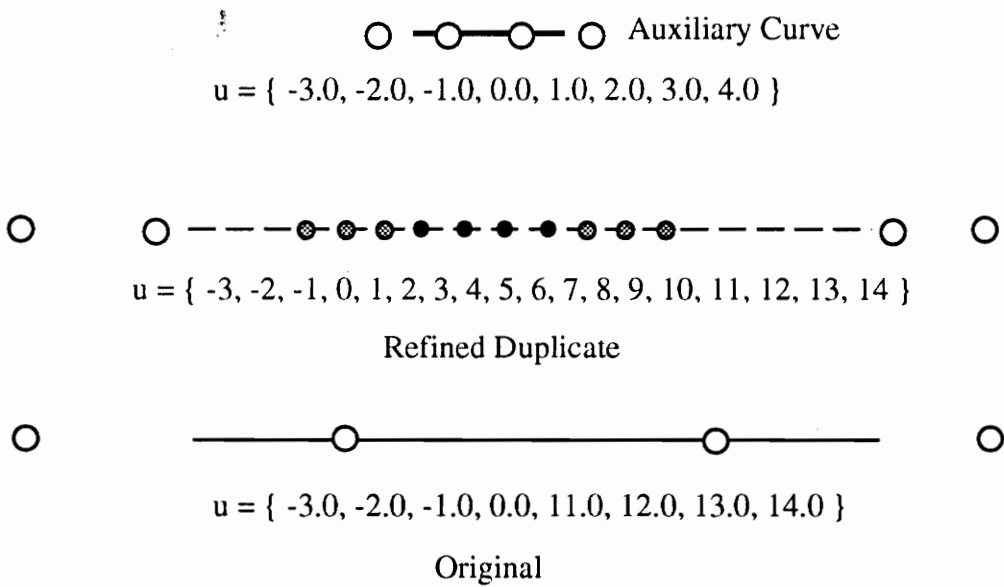 Auxiliary Curve
u = { -3.0, -2.0, -1.0, 0.0, 1.0, 2.0, 3.0, 4.0 }
u = { -3, -2, -1, 0, 1, 2, 3, 4, 5, 6, 7, 8, 9, 10, 11, 12, 13, 14 }
Refined Duplicate
u = { -3.0, -2.0, -1.0, 0.0, 11.0, 12.0, 13.0, 14.0 }
Original